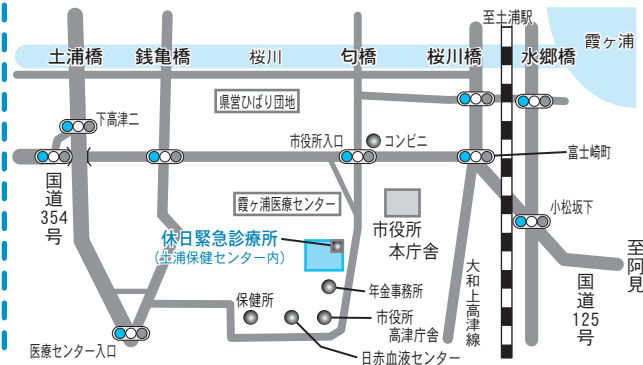 至土浦駅
霞ヶ浦
土浦橋
銭亀橋
桜川
匂橋
桜川橋
水郷橋
県営ひばり団地
下高津二
市役所入口
コンビニ
富士崎町
国道354号
霞ヶ浦医療センター
市役所
本庁舎
小松坂下
休日緊急診療所
(土浦保健センター内)
至阿見
大和上高津線
国道125号
年金事務所
保健所
市役所
高津庁舎
日赤血液センター
医療センター入口